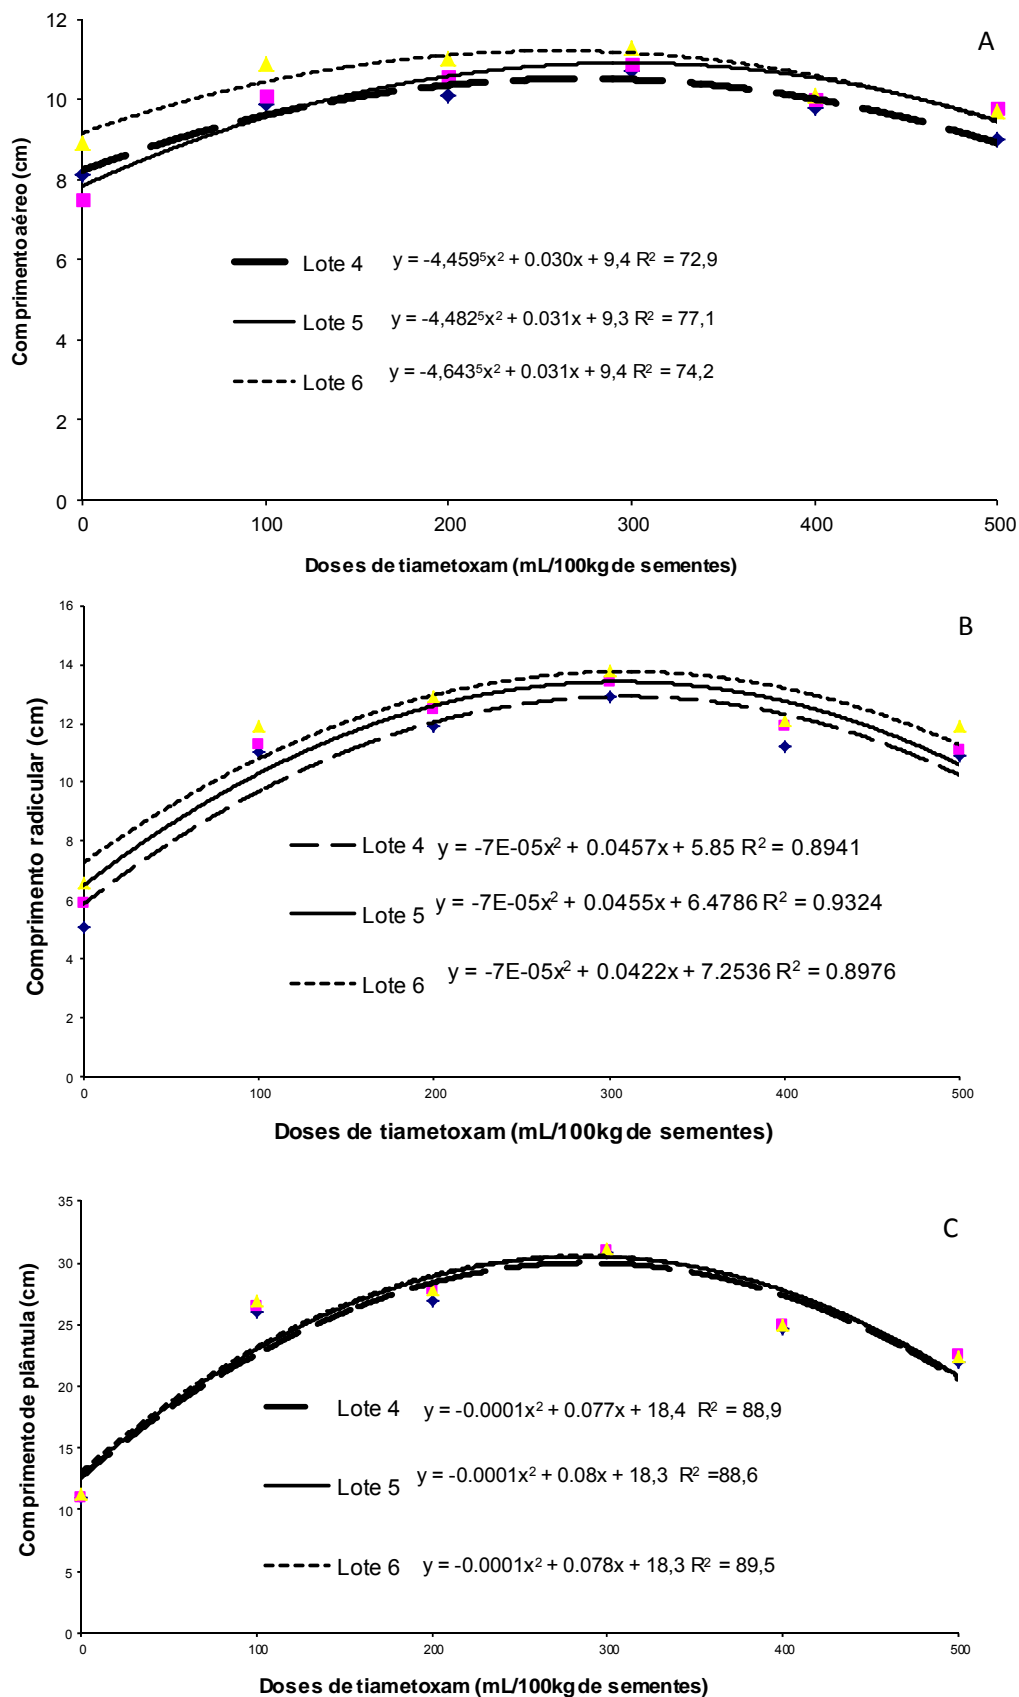 12
A
10
8
6
4
2
0
Comprimento aéreo (cm)
Lote 4 y = -4,459⁵x² + 0.030x + 9,4 R² = 72,9
Lote 5 y = -4,482⁵x² + 0.031x + 9,3 R² = 77,1
Lote 6 y = -4,643⁵x² + 0.031x + 9,4 R² = 74,2
0 100 200 300 400 500
Doses de tiametoxam (mL/100kg de sementes)
16
B
14
12
10
8
6
4
2
0
Comprimento radicular (cm)
Lote 4 y = -7E-05x² + 0.0457x + 5.85 R² = 0.8941
Lote 5 y = -7E-05x² + 0.0455x + 6.4786 R² = 0.9324
Lote 6 y = -7E-05x² + 0.0422x + 7.2536 R² = 0.8976
0 100 200 300 400 500
Doses de tiametoxam (mL/100kg de sementes)
35
C
30
25
20
15
10
5
0
Comprimento de plântula (cm)
Lote 4 y = -0.0001x² + 0.077x + 18,4 R² = 88,9
Lote 5 y = -0.0001x² + 0.08x + 18,3 R² =88,6
Lote 6 y = -0.0001x² + 0.078x + 18,3 R² = 89,5
0 100 200 300 400 500
Doses de tiametoxam (mL/100kg de sementes)